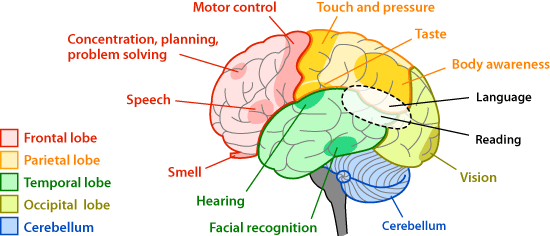 Motor control
Touch and pressure
Taste
Concentration, planning,
problem solving
Body awareness
Speech
Language
Reading
Frontal lobe
Parietal lobe
Temporal lobe
Occipital lobe
Cerebellum
Smell
Vision
Hearing
Facial recognition
Cerebellum